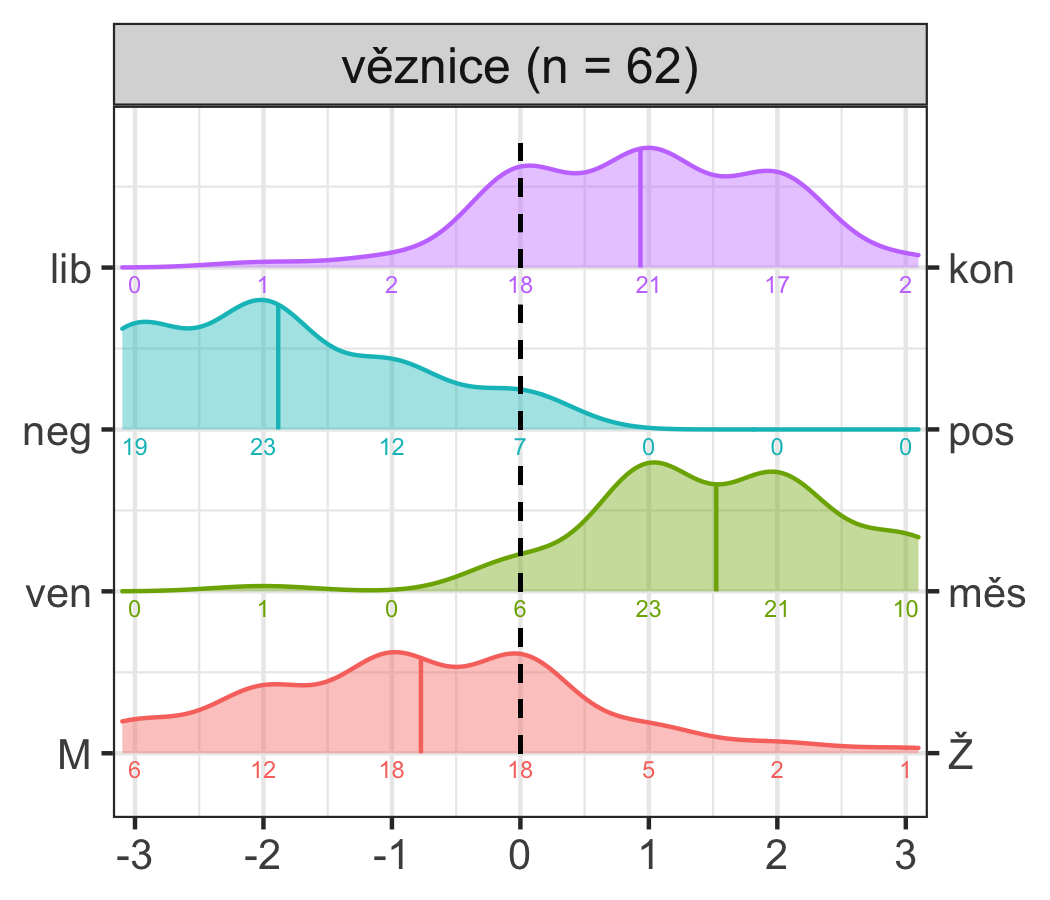 věznice (n = 62)
lib kon
0 1 2 18 21 17 2
neg pos
19 23 12 7 0 0 0
ven měs
0 1 0 6 23 21 10
M Ž
6 12 18 18 5 2 1
-3 -2 -1 0 1 2 3